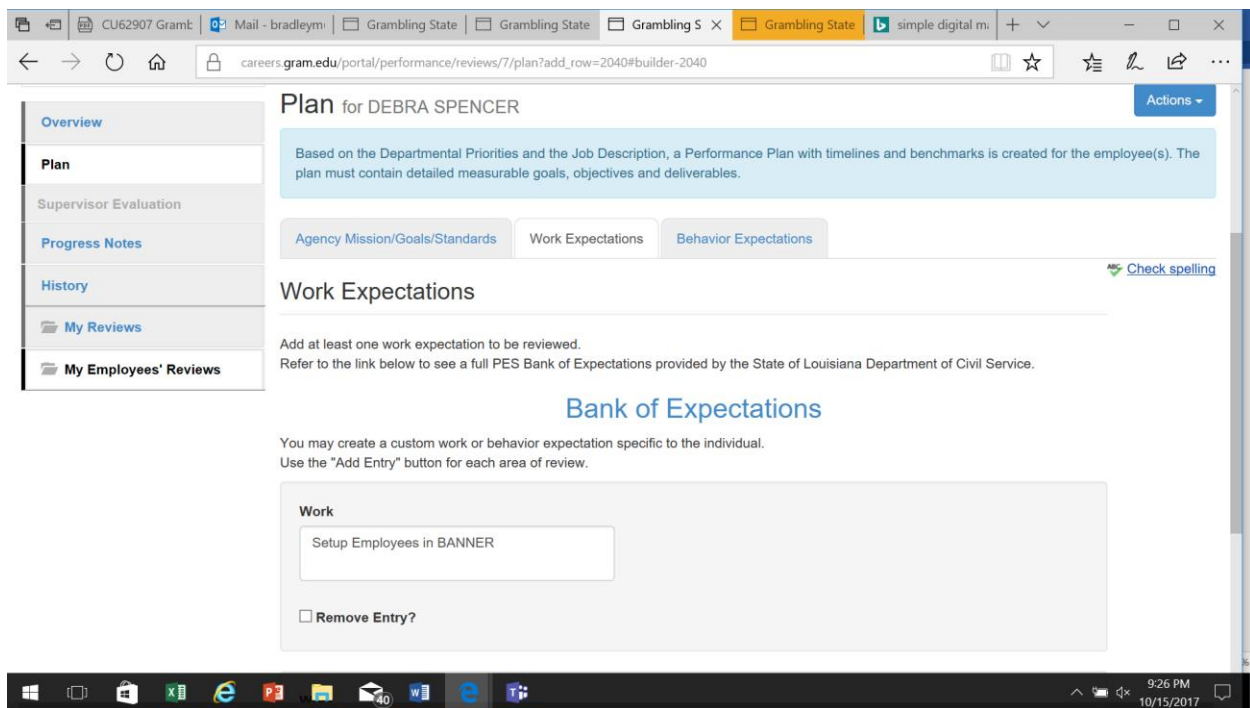 CU62907 Gramb
Mail - bradleym
Grambling State
Grambling State
Grambling S
Grambling State
simple digital ma
careers.gram.edu/portal/performance/reviews/7/plan?add_row=2040#builder-2040
Overview
Plan
Supervisor Evaluation
Progress Notes
History
My Reviews
My Employees' Reviews
Plan for DEBRA SPENCER
Actions
Based on the Departmental Priorities and the Job Description, a Performance Plan with timelines and benchmarks is created for the employee(s). The
plan must contain detailed measurable goals, objectives and deliverables.
Agency Mission/Goals/Standards
Work Expectations
Behavior Expectations
ABC Check spelling
Work Expectations
Add at least one work expectation to be reviewed.
Refer to the link below to see a full PES Bank of Expectations provided by the State of Louisiana Department of Civil Service.
Bank of Expectations
You may create a custom work or behavior expectation specific to the individual.
Use the "Add Entry" button for each area of review.
Work
Setup Employees in BANNER
Remove Entry?
40
9:26 PM
10/15/2017